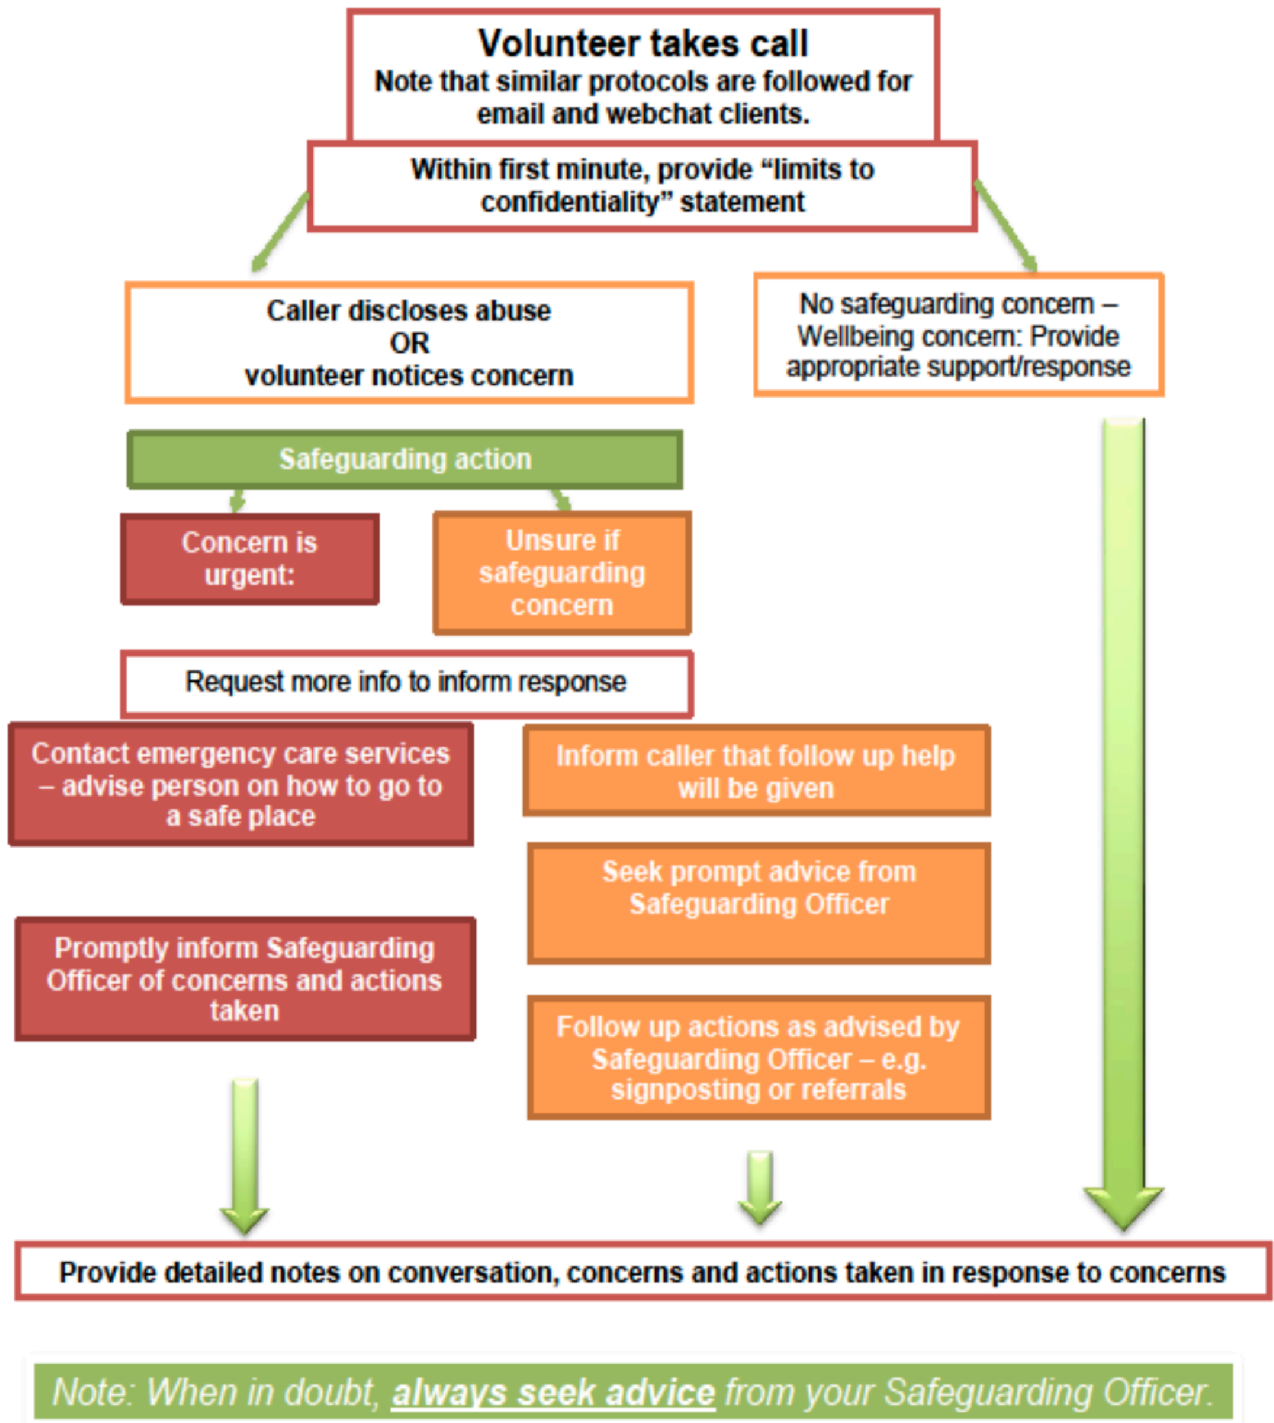 Volunteer takes call
Note that similar protocols are followed for
email and webchat clients.
Within first minute, provide “limits to
confidentiality” statement
Caller discloses abuse
OR
volunteer notices concern
No safeguarding concern –
Wellbeing concern: Provide
appropriate support/response
Safeguarding action
Concern is
urgent:
Unsure if
safeguarding
concern
Request more info to inform response
Contact emergency care services
– advise person on how to go to
a safe place
Inform caller that follow up help
will be given
Seek prompt advice from
Safeguarding Officer
Promptly inform Safeguarding
Officer of concerns and actions
taken
Follow up actions as advised by
Safeguarding Officer – e.g.
signposting or referrals
Provide detailed notes on conversation, concerns and actions taken in response to concerns
Note: When in doubt, always seek advice from your Safeguarding Officer.